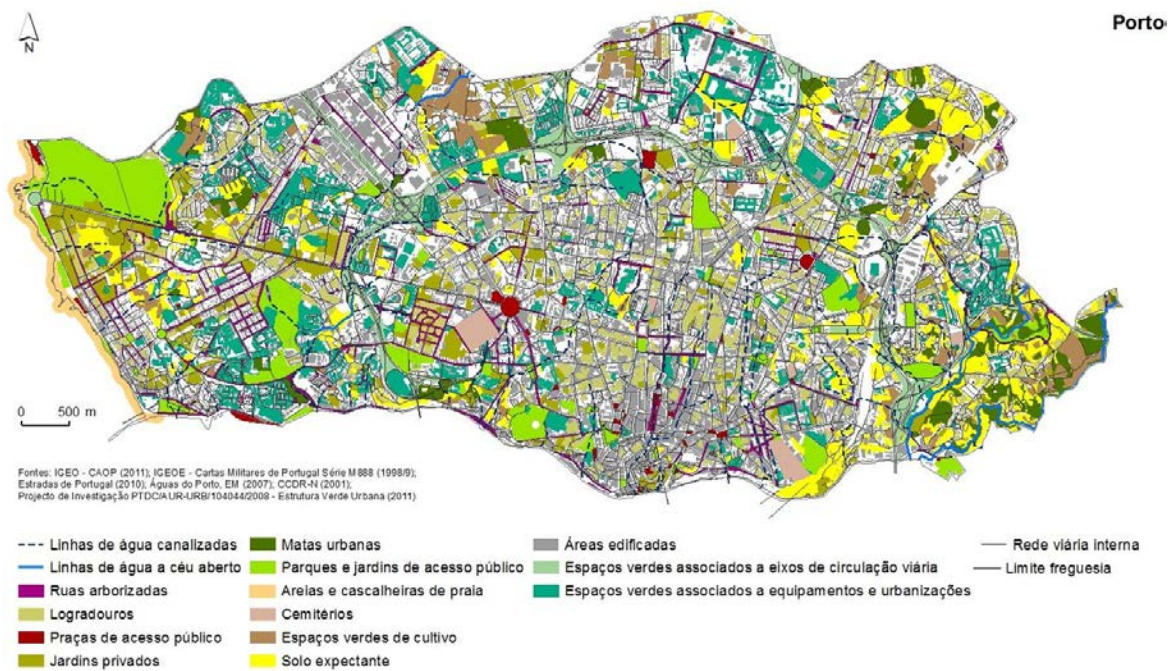 Porto
N
0 500 m
Fontes: IGEO - CAOP (2011); IGEOE - Cartas Militares de Portugal Série M888 (1998/9);
Estradas de Portugal (2010); Águas do Porto, EM (2007); CCDR-N (2001);
Projecto de Investigação PTDC/AUR-URB/104044/2008 - Estrutura Verde Urbana (2011)
Linhas de água canalizadas
Linhas de água a céu aberto
Ruas arborizadas
Logradouros
Praças de acesso público
Jardins privados
Matas urbanas
Parques e jardins de acesso público
Areias e cascalheiras de praia
Cemitérios
Espaços verdes de cultivo
Solo expectante
Áreas edificadas
Espaços verdes associados a eixos de circulação viária
Espaços verdes associados a equipamentos e urbanizações
Rede viária interna
Limite freguesia